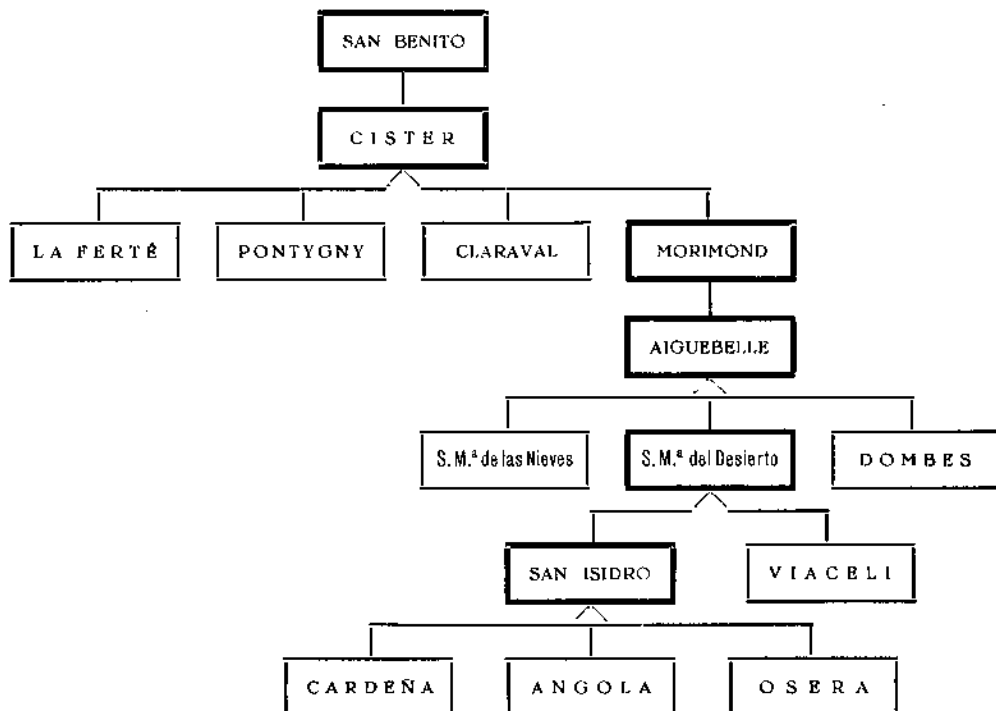 SAN BENITO
CISTER
LA FERTÉ
PONTYGNY
CLARAVAL
MORIMOND
AIGUEBELLE
S. M.ª de las Nieves
S. M.ª del Desierto
DOMBES
SAN ISIDRO
VIACELI
CARDEÑA
ANGOLA
OSERA